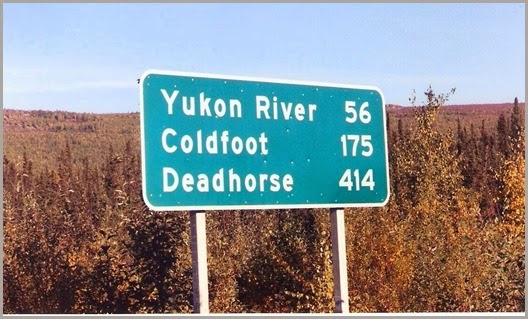 Yukon River 56
Coldfoot 175
Deadhorse 414